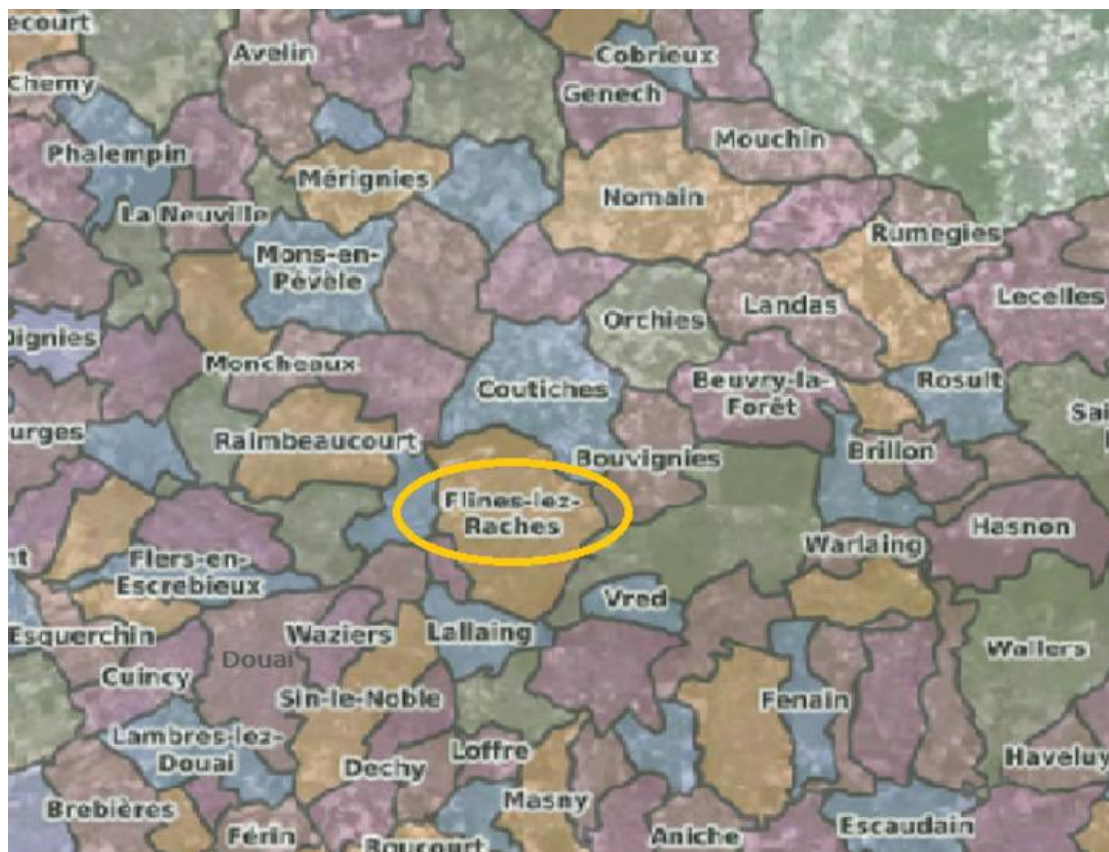 ecourt
Avelin
Cobrieux
Chemy
Genech
Mouchin
Phalempin
Mérignies
Nomain
La Neuville
Rumegies
Mons-en-
Pévèle
Lecelles
Landas
Orchies
Oignies
Moncheaux
Coutiches
Beuvry-la-
Forêt
Rosult
Sai
urges
Raimbeaucourt
Brillon
Bouvignies
Flines-lez-
Raches
Hasnon
nt
Warlaing
Flers-en-
Escrebieux
Vred
Esquerchin
Waziers
Lallaing
Wallers
Douai
Cuincy
Sin-le-Noble
Fenain
Lambres-lez-
Douai
Loffre
Haveluy
Dechy
Masny
Brebières
Escaudain
Férin
Roucourt
Aniche